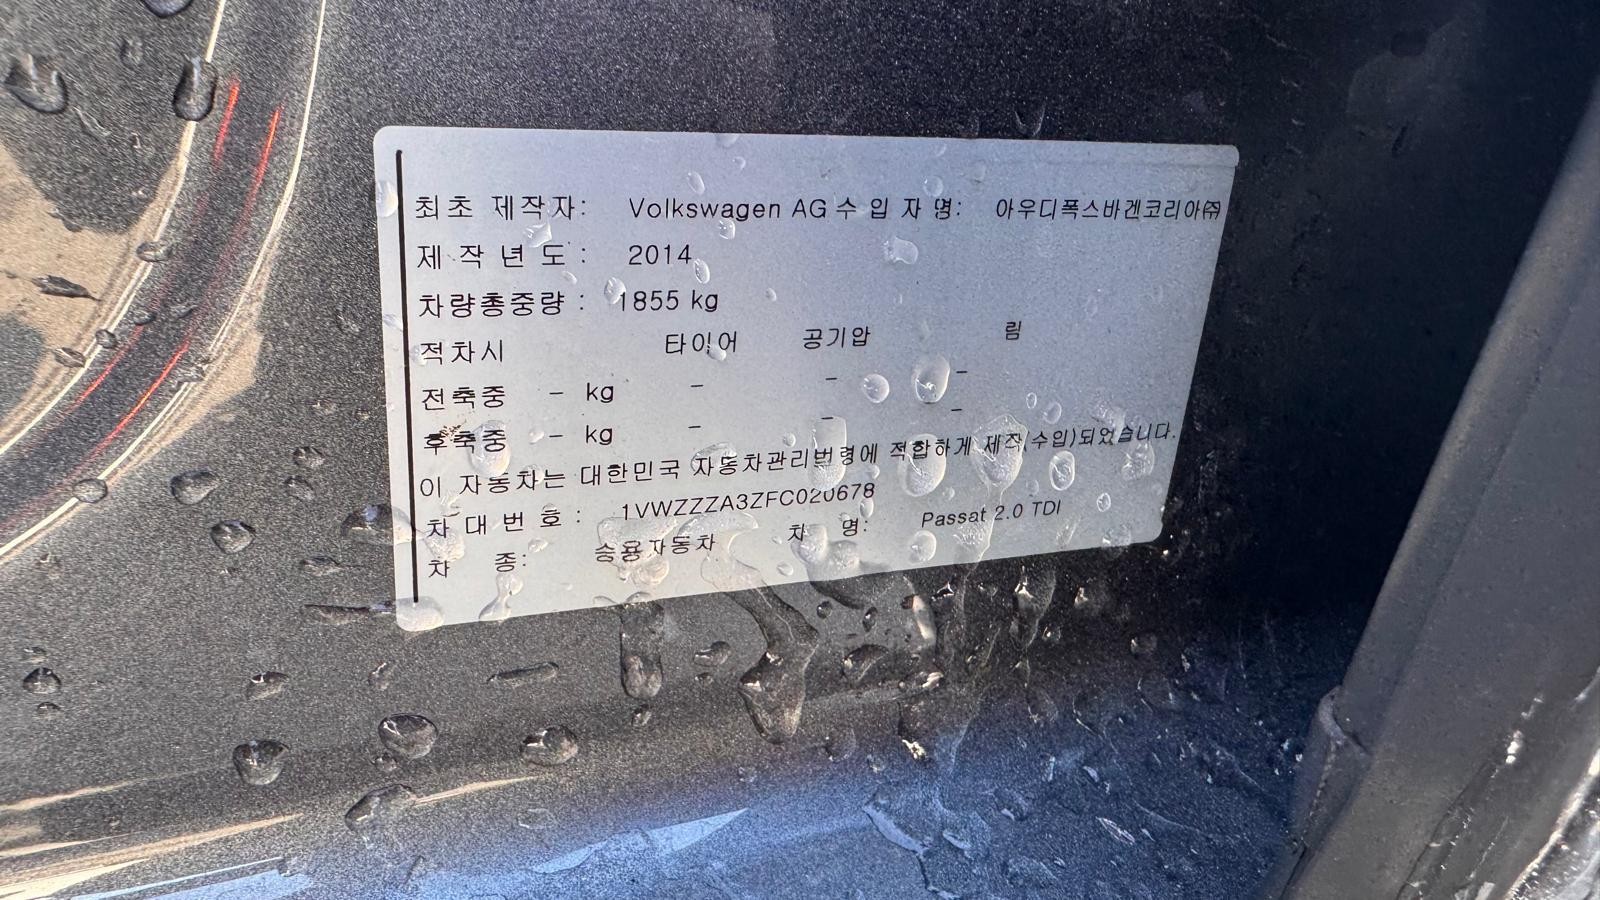 최초 제작자: Volkswagen AG 수 입 자 명: 아우디폭스바겐코리아㈜
제 작 년 도 : 2014
차량총중량 : 1855 kg
적차시 타이어 공기압 림
전축중 - kg - - -
후축중 - kg - - -
이 자동차는 대한민국 자동차관리법령에 적합하게 제작(수입)되었습니다.
차 대 번 호 : 1VWZZZA3ZFC020678
차 종: 승용자동차 차 명: Passat 2.0 TDI